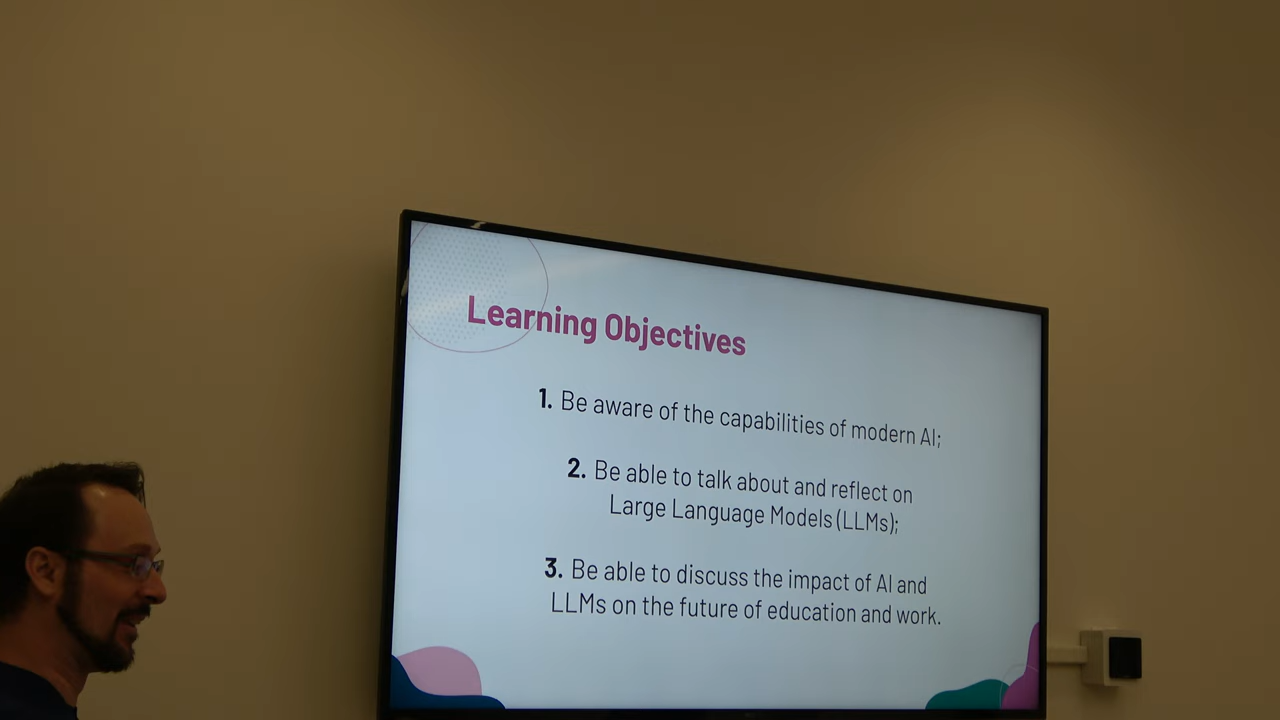 Learning Objectives
1. Be aware of the capabilities of modern AI;
2. Be able to talk about and reflect on
Large Language Models (LLMs);
3. Be able to discuss the impact of AI and
LLMs on the future of education and work.